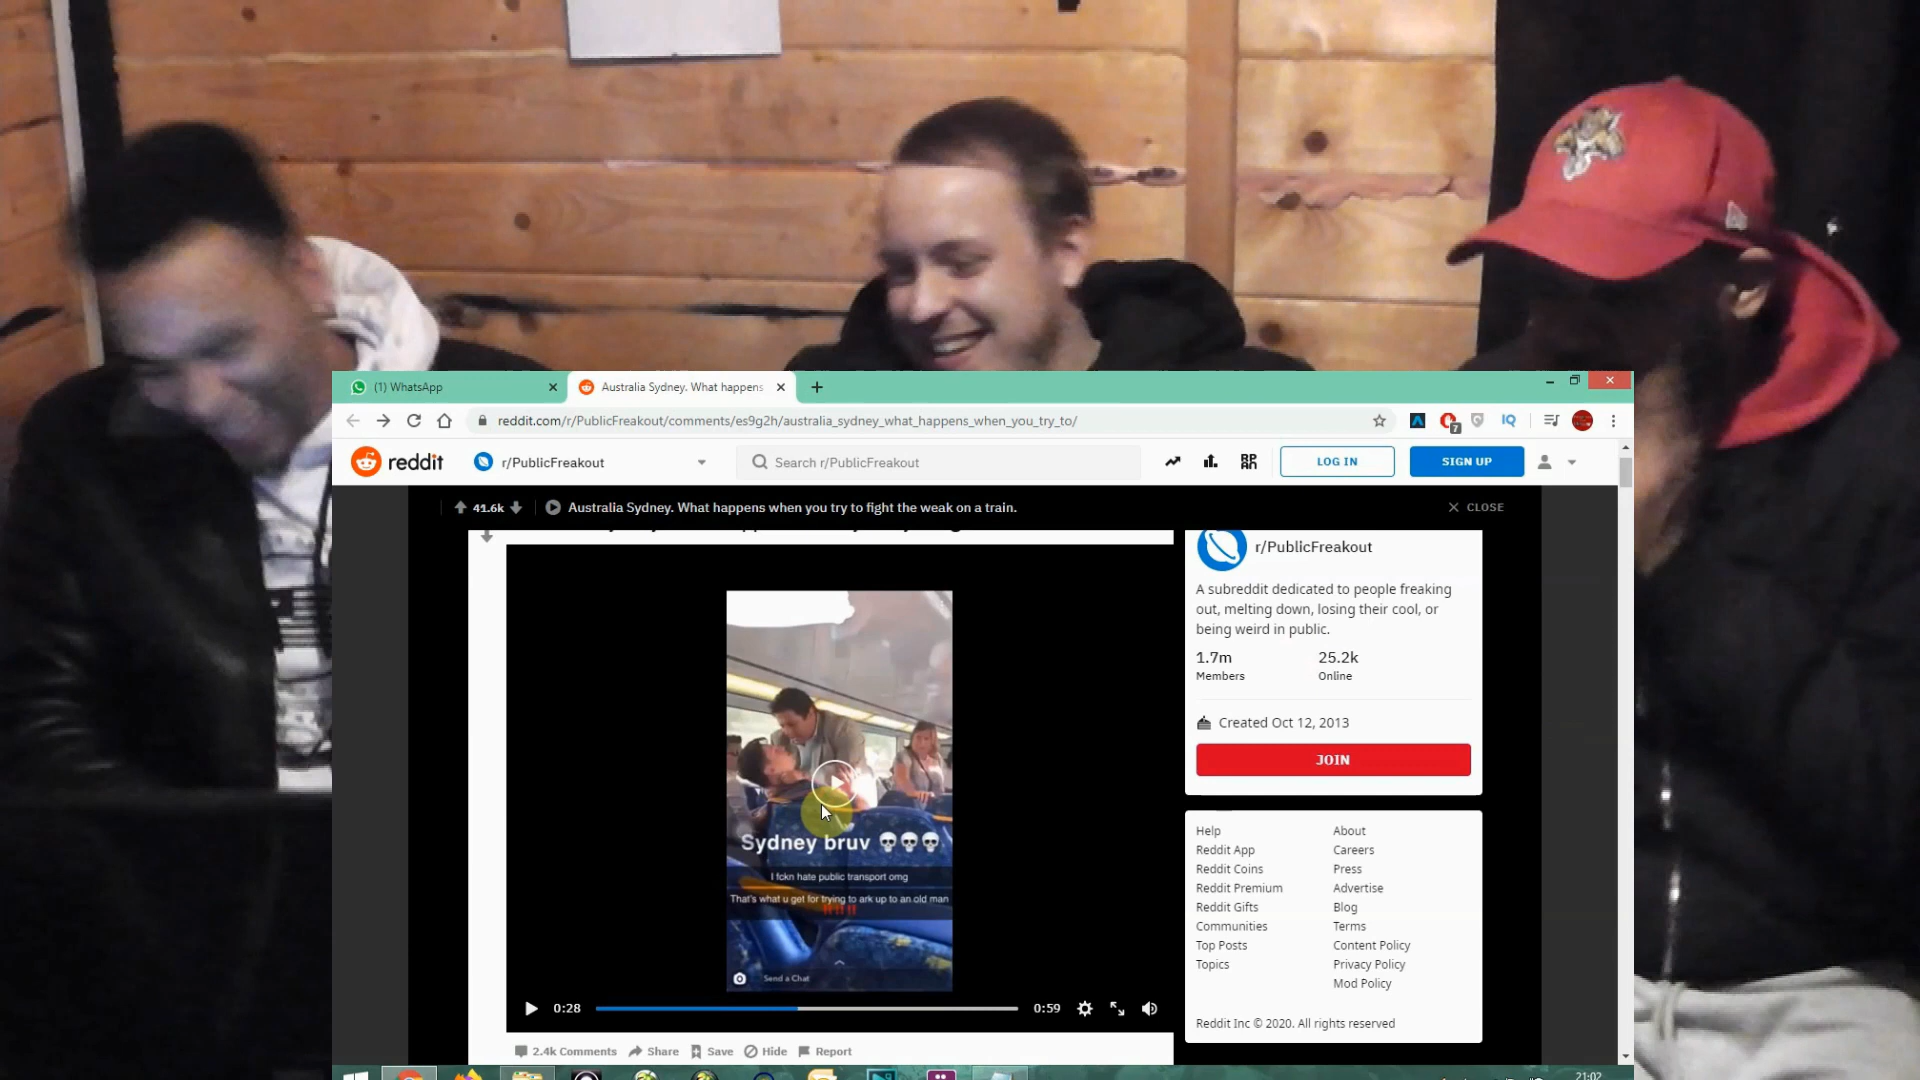 (1) WhatsApp
Australia Sydney. What happens
reddit.com/r/PublicFreakout/comments/es9g2h/australia_sydney_what_happens_when_you_try_to/
reddit
r/PublicFreakout
Search r/PublicFreakout
LOG IN
SIGN UP
41.6k
Australia Sydney. What happens when you try to fight the weak on a train.
CLOSE
r/PublicFreakout
A subreddit dedicated to people freaking
out, melting down, losing their cool, or
being weird in public.
1.7m
25.2k
Members
Online
Created Oct 12, 2013
JOIN
Sydney bruv 💀💀💀
I fckn hate public transport omg
That's what u get for trying to ark up to an old man
!! !!
Send a Chat
0:28
0:59
Help
About
Reddit App
Careers
Reddit Coins
Press
Reddit Premium
Advertise
Reddit Gifts
Blog
Communities
Terms
Top Posts
Content Policy
Topics
Privacy Policy
Mod Policy
Reddit Inc © 2020. All rights reserved
2.4k Comments
Share
Save
Hide
Report
21:02